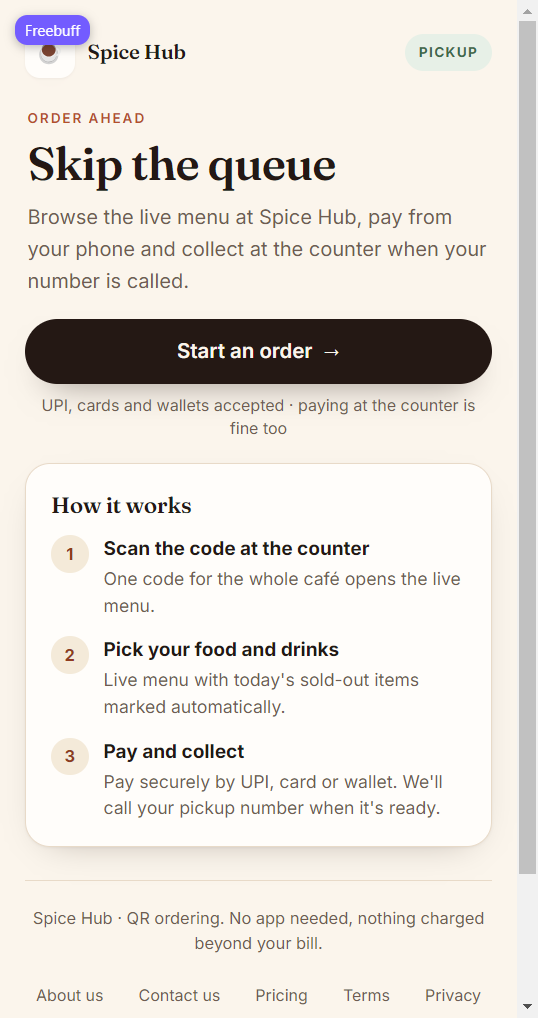 Freebuff
Spice Hub
PICKUP
ORDER AHEAD
Skip the queue
Browse the live menu at Spice Hub, pay from
your phone and collect at the counter when your
number is called.
Start an order →
UPI, cards and wallets accepted · paying at the counter is
fine too
How it works
1
Scan the code at the counter
One code for the whole café opens the live
menu.
2
Pick your food and drinks
Live menu with today's sold-out items
marked automatically.
3
Pay and collect
Pay securely by UPI, card or wallet. We'll
call your pickup number when it's ready.
Spice Hub · QR ordering. No app needed, nothing charged
beyond your bill.
About us Contact us Pricing Terms Privacy